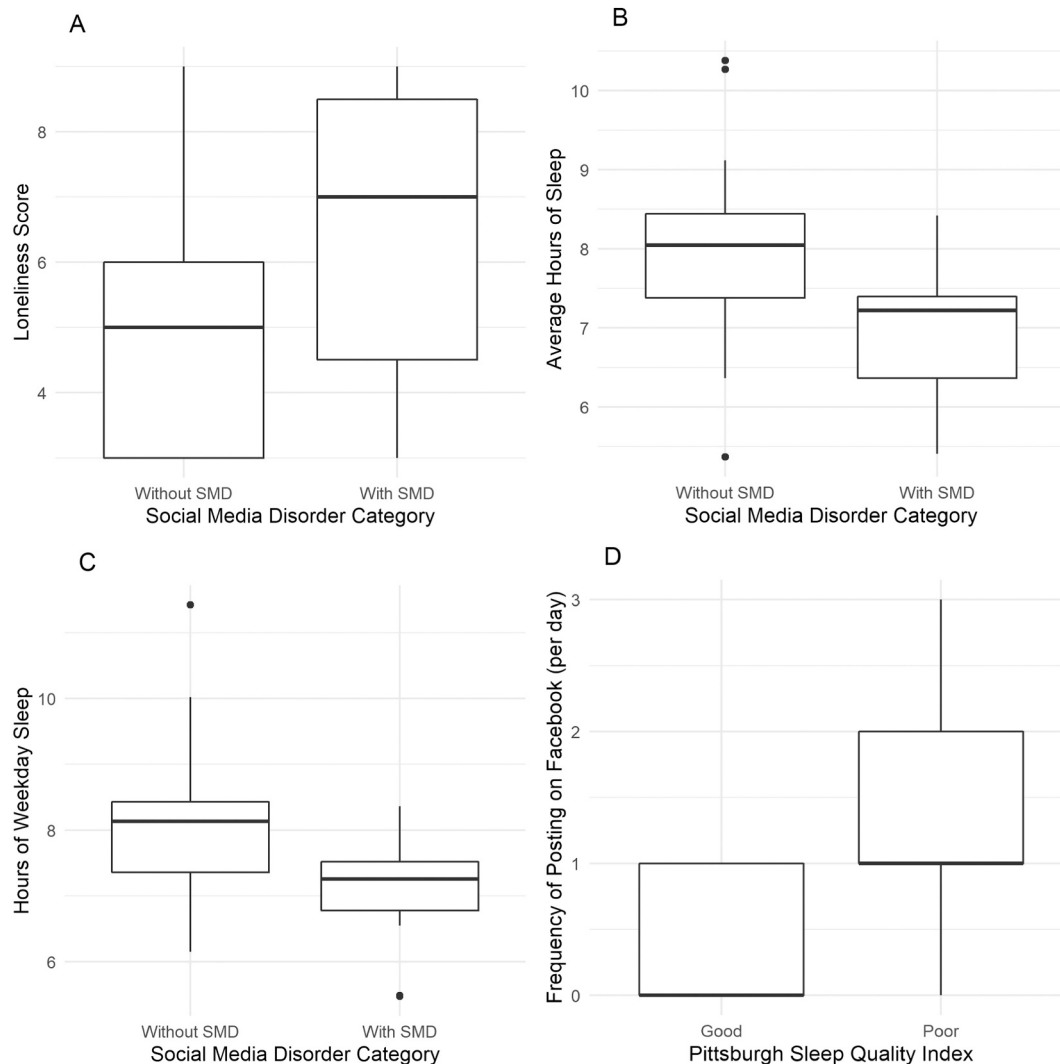 A
Loneliness Score
8
6
4
Without SMD With SMD
Social Media Disorder Category
B
Average Hours of Sleep
10
9
8
7
6
Without SMD With SMD
Social Media Disorder Category
C
Hours of Weekday Sleep
10
8
6
Without SMD With SMD
Social Media Disorder Category
D
Frequency of Posting on Facebook (per day)
3
2
1
0
Good Poor
Pittsburgh Sleep Quality Index